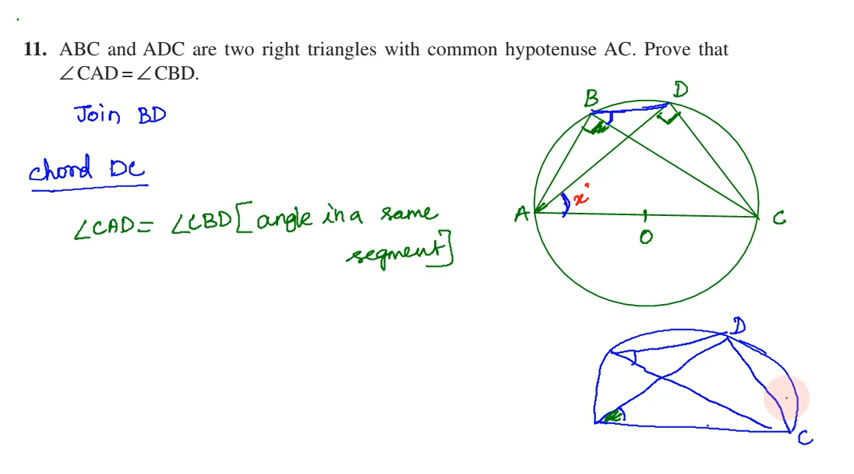 11. ABC and ADC are two right triangles with common hypotenuse AC. Prove that
∠CAD = ∠CBD.
Join BD
chord DC
∠CAD = ∠CBD [angle in a same
segment]
B
D
x°
A
C
O
D
x
C